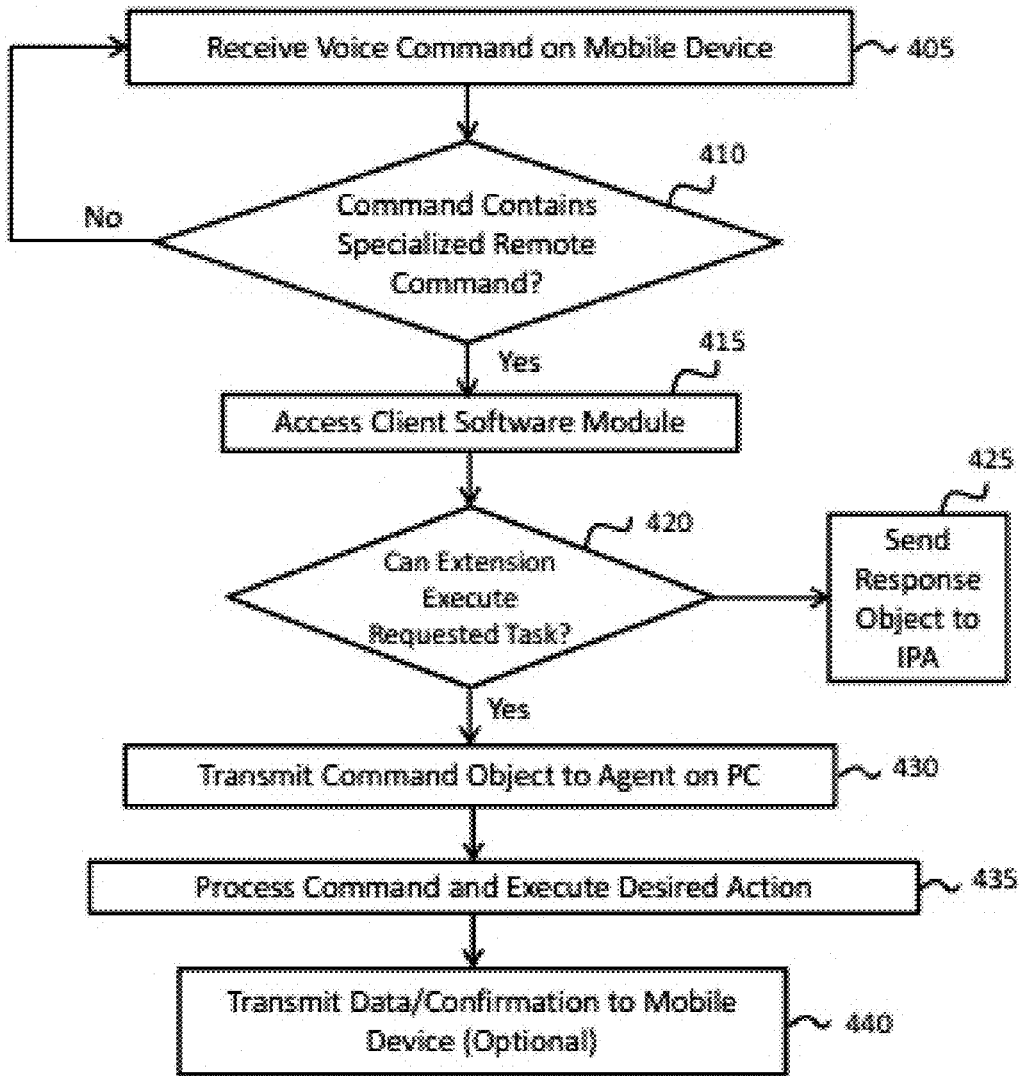 Receive Voice Command on Mobile Device
405
410
Command Contains
Specialized Remote
Command?
No
Yes
415
Access Client Software Module
420
Can Extension
Execute
Requested Task?
425
Send
Response
Object to
IPA
Yes
Transmit Command Object to Agent on PC
430
Process Command and Execute Desired Action
435
Transmit Data/Confirmation to Mobile
Device (Optional)
440